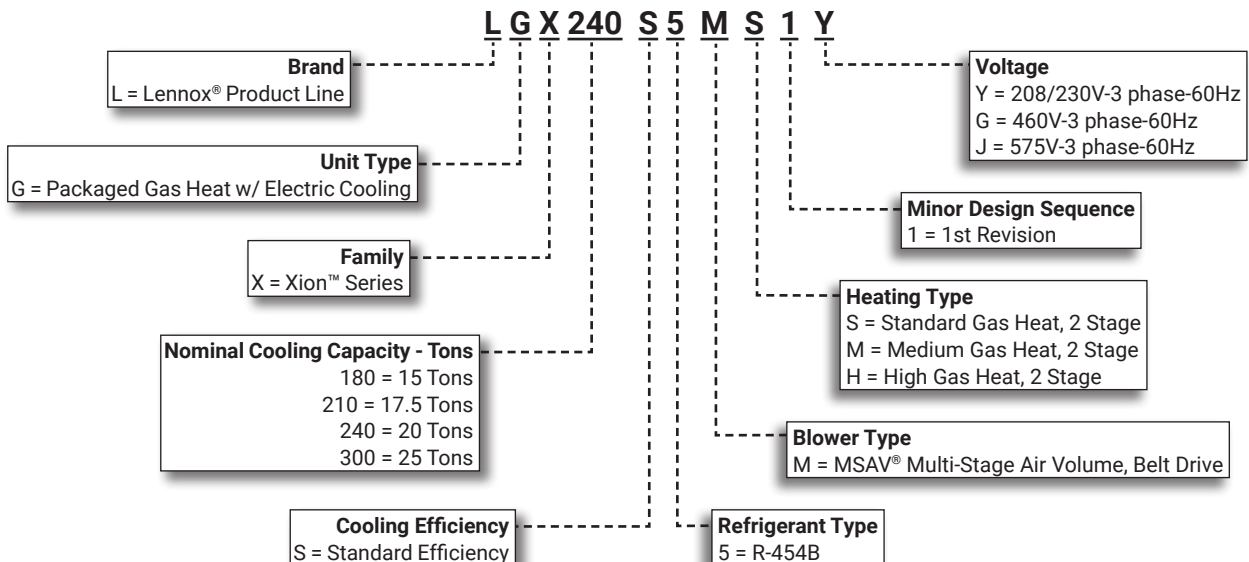 LGX240 S5 M S 1 Y
Brand
L = Lennox® Product Line
Unit Type
G = Packaged Gas Heat w/ Electric Cooling
Family
X = Xion™ Series
Nominal Cooling Capacity - Tons
180 = 15 Tons
210 = 17.5 Tons
240 = 20 Tons
300 = 25 Tons
Cooling Efficiency
S = Standard Efficiency
Voltage
Y = 208/230V-3 phase-60Hz
G = 460V-3 phase-60Hz
J = 575V-3 phase-60Hz
Minor Design Sequence
1 = 1st Revision
Heating Type
S = Standard Gas Heat, 2 Stage
M = Medium Gas Heat, 2 Stage
H = High Gas Heat, 2 Stage
Blower Type
M = MSAV® Multi-Stage Air Volume, Belt Drive
Refrigerant Type
5 = R-454B